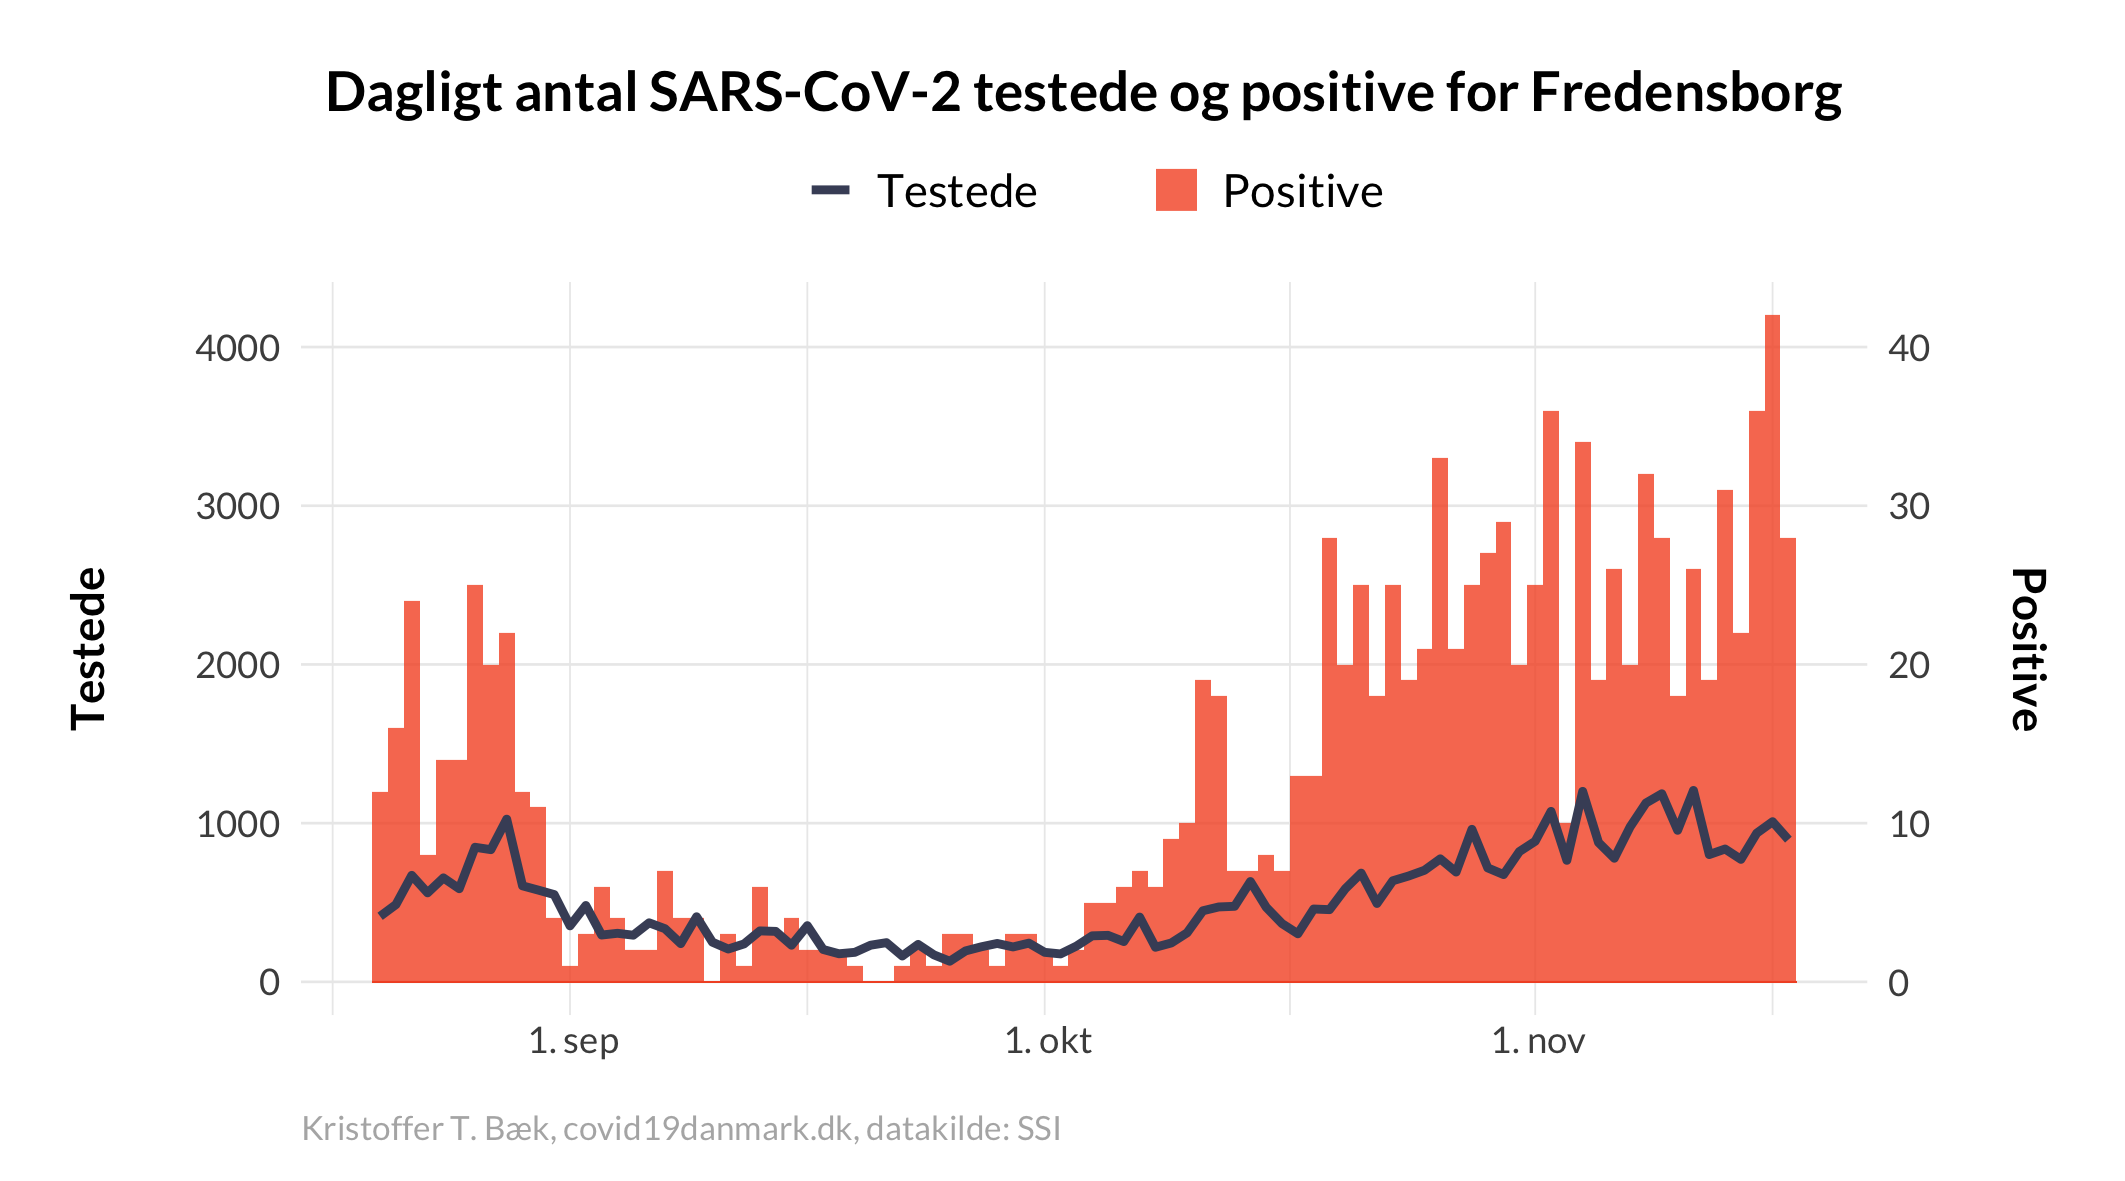 Dagligt antal SARS-CoV-2 testede og positive for Fredensborg
Testede
Positive
4000
3000
2000
1000
0
40
30
20
10
0
Testede
Positive
1. sep
1. okt
1. nov
Kristoffer T. Bæk, covid19danmark.dk, datakilde: SSI